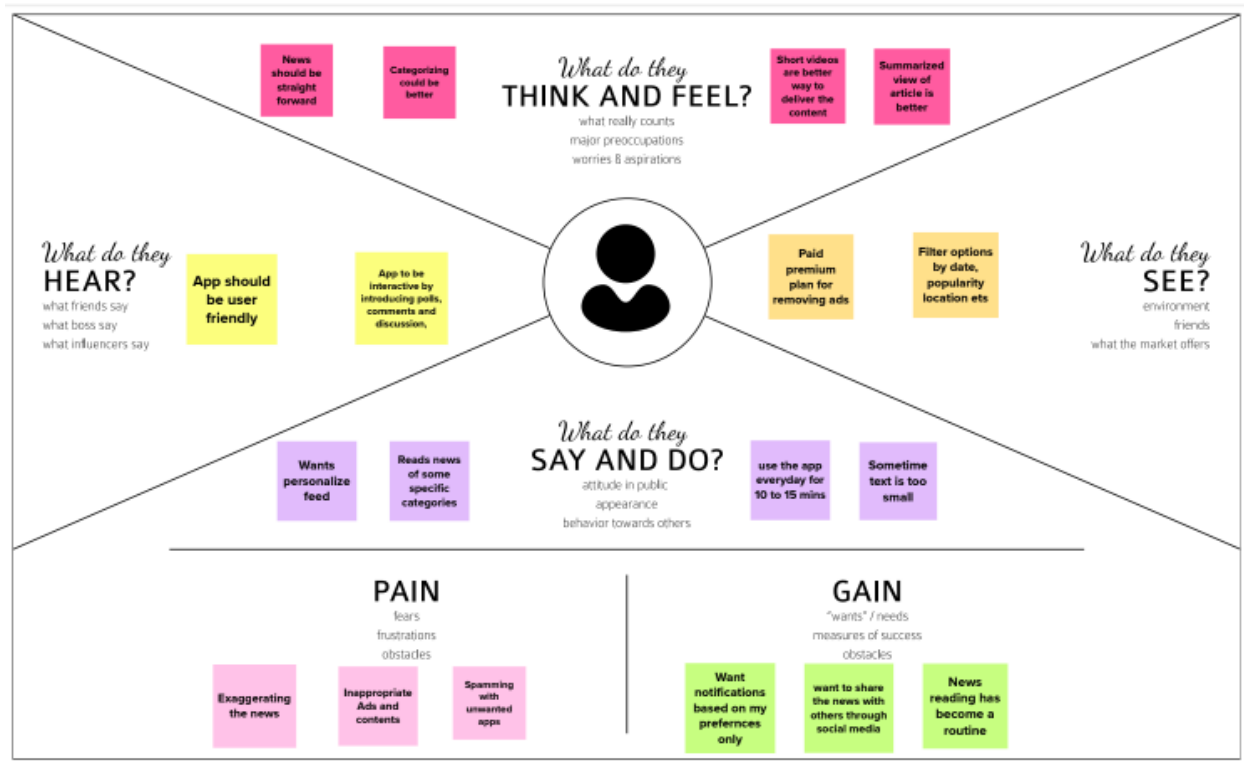 What do they
THINK AND FEEL?
what really counts
major preoccupations
worries & aspirations
News
should be
straight
forward
Categorizing
could be
better
Short videos
are better
way to
deliver the
content
Summarized
view of
article is
better
What do they
HEAR?
what friends say
what boss say
what influencers say
App should
be user
friendly
App to be
interactive by
introducing polls,
comments and
discussion,
Paid
premium
plan for
removing ads
Filter options
by date,
popularity
location ets
What do they
SEE?
environment
friends
what the market offers
What do they
SAY AND DO?
attitude in public
appearance
behavior towards others
Wants
personalize
feed
Reads news
of some
specific
categories
use the app
everyday for
10 to 15 mins
Sometime
text is too
small
PAIN
fears
frustrations
obstacles
Exaggerating
the news
Inappropriate
Ads and
contents
Spamming
with
unwanted
apps
GAIN
"wants" / needs
measures of success
obstacles
Want
notifications
based on my
prefernces
only
want to share
the news with
others through
social media
News
reading has
become a
routine